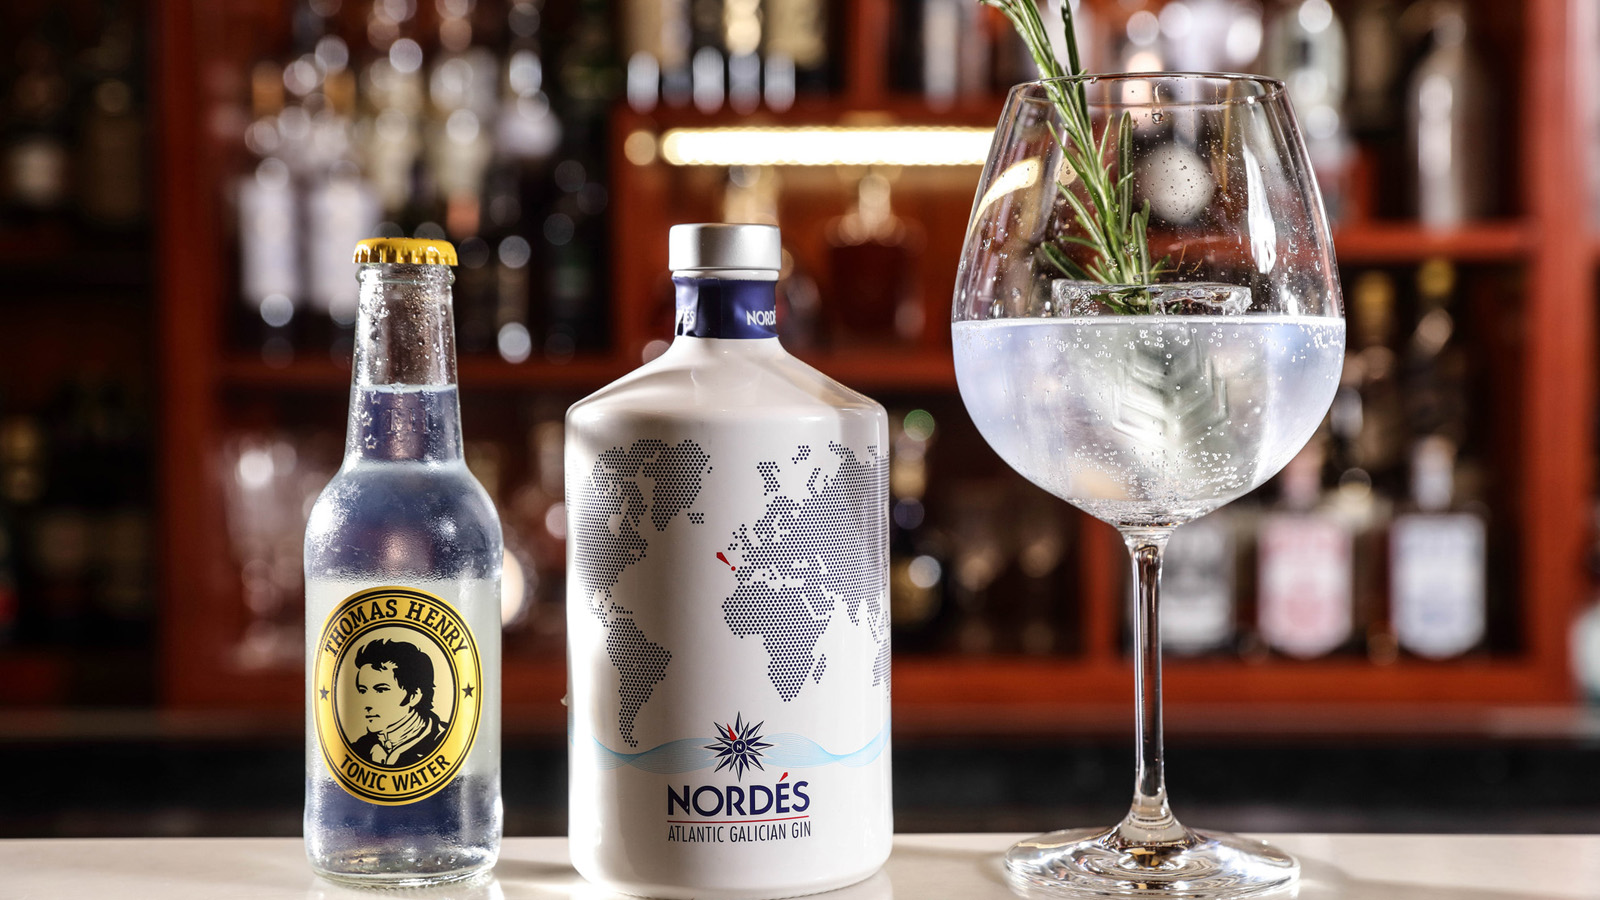 THOMAS HENRY
TONIC WATER
NORDÉS
N
NORDÉS
ATLANTIC GALICIAN GIN